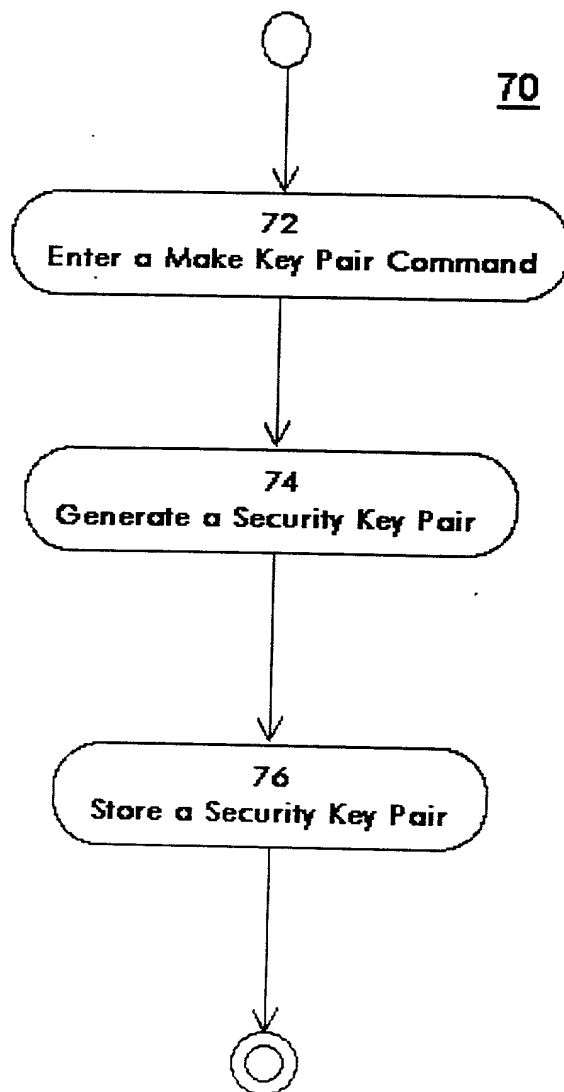 70
72
Enter a Make Key Pair Command
74
Generate a Security Key Pair
76
Store a Security Key Pair